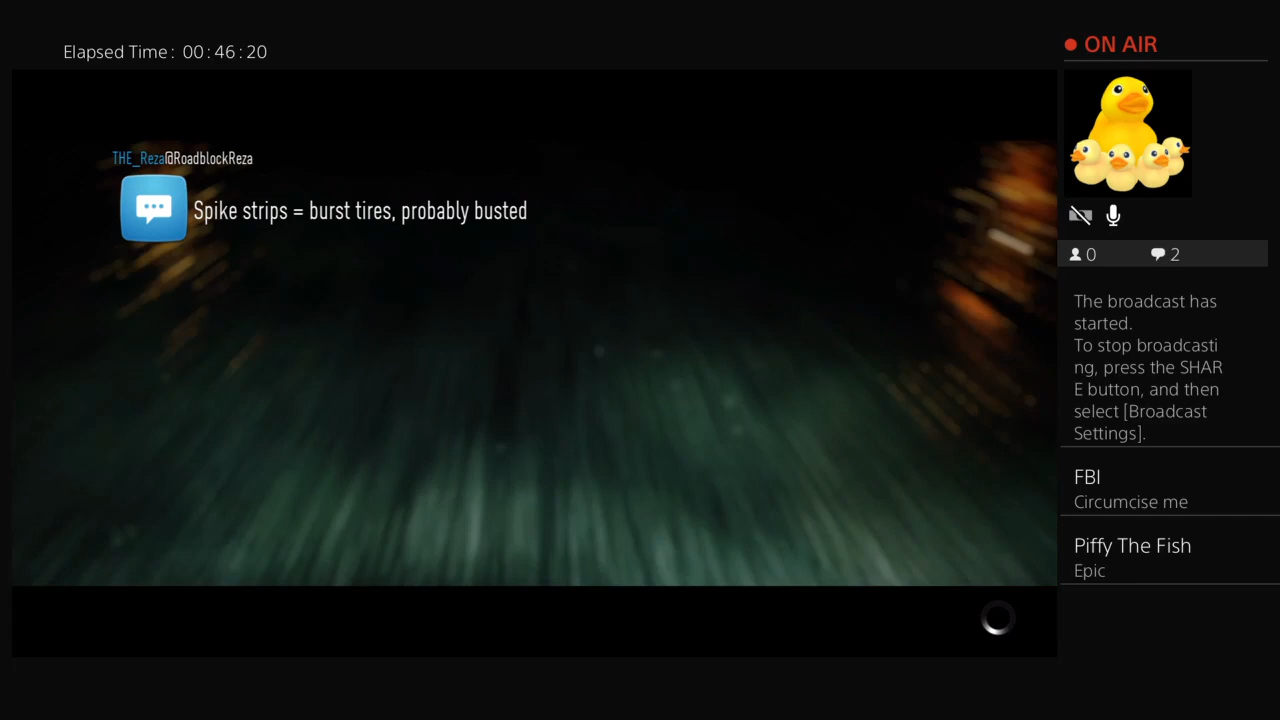 Elapsed Time: 00:46:20
ON AIR
THE_Reza@RoadblockReza
Spike strips = burst tires, probably busted
0 2
The broadcast has
started.
To stop broadcasti
ng, press the SHAR
E button, and then
select [Broadcast
Settings].
FBI
Circumcise me
Piffy The Fish
Epic